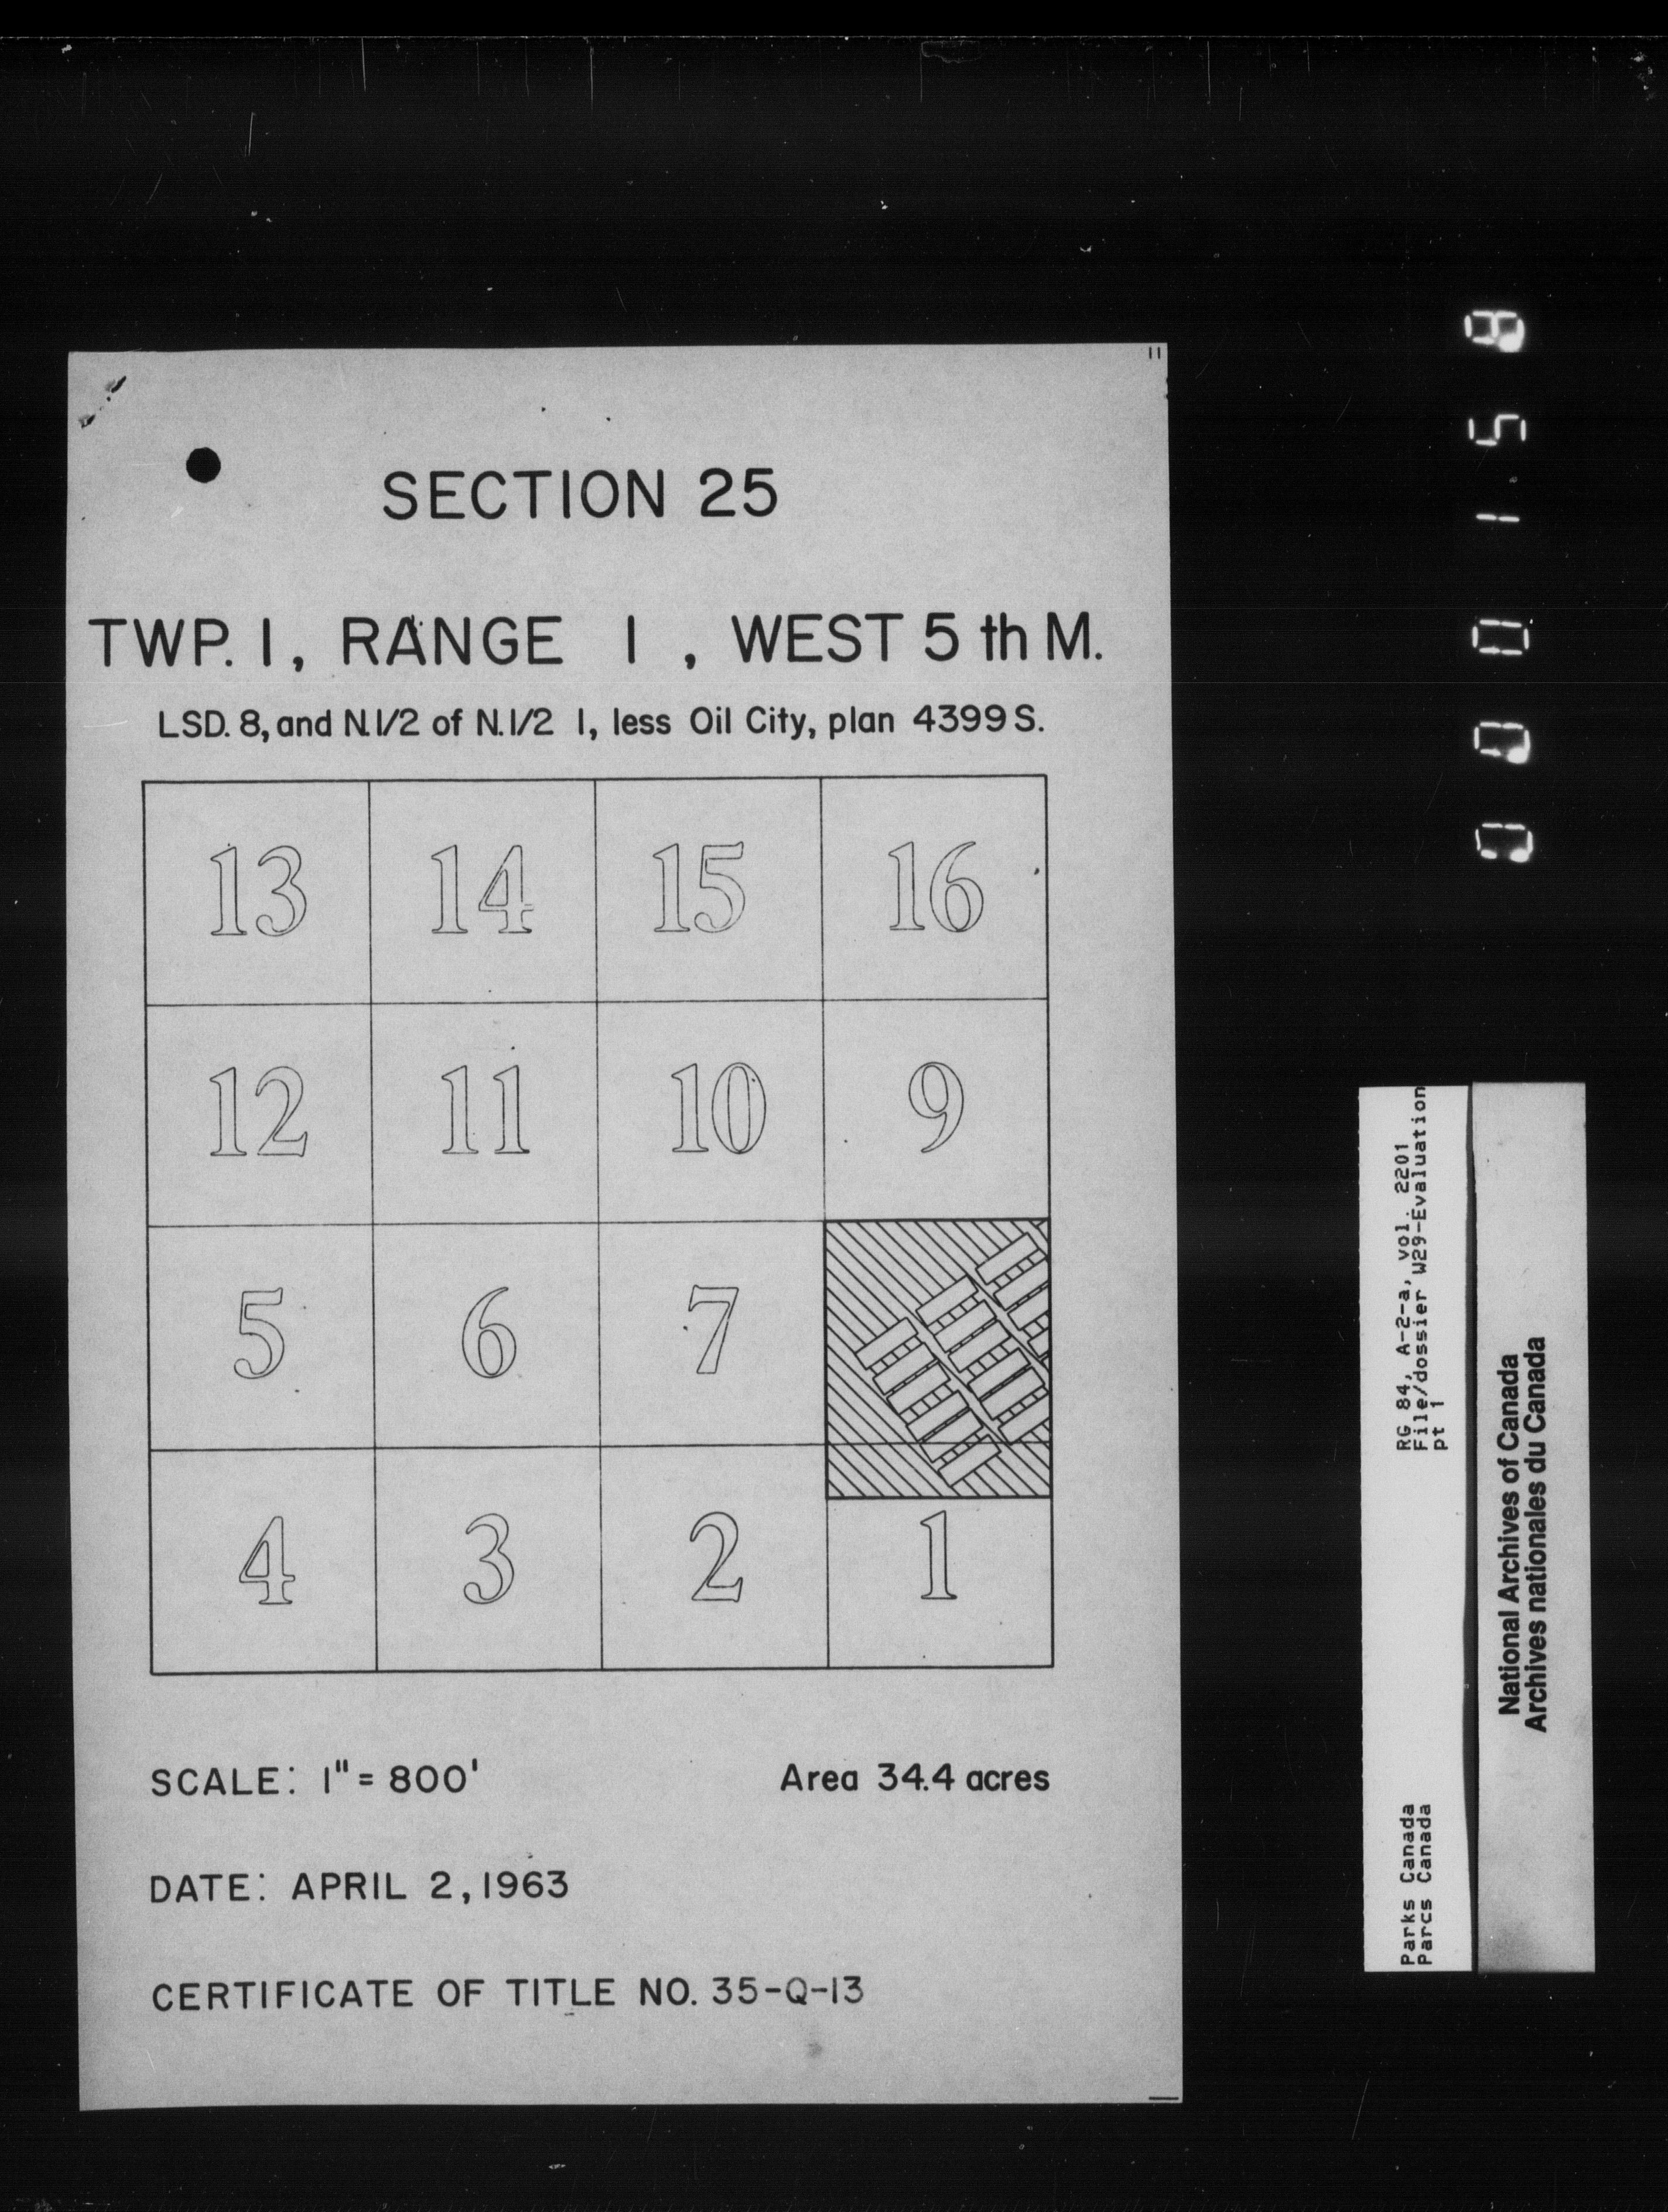 11
SECTION 25
TWP. 1, RANGE 1, WEST 5 th M.
LSD. 8, and N.1/2 of N.1/2 1, less Oil City, plan 4399 S.
13 14 15 16
12 11 10 9
5 6 7
4 3 2 1
SCALE: 1" = 800' Area 34.4 acres
DATE: APRIL 2, 1963
CERTIFICATE OF TITLE NO. 35-Q-13
Parks Canada
Parcs Canada
RG 84, A-2-a, vol. 2201
File/dossier W29-Evaluation
pt 1
National Archives of Canada
Archives nationales du Canada